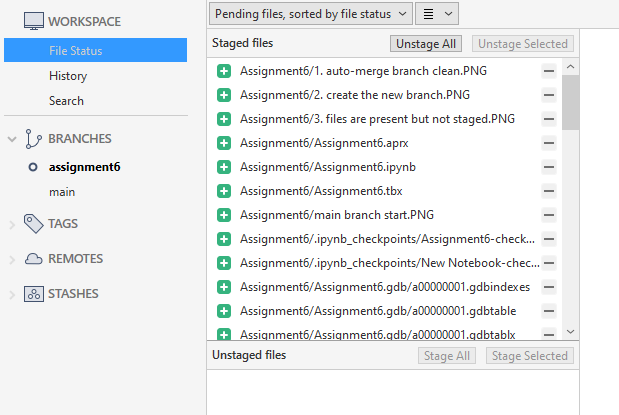 WORKSPACE
File Status
History
Search
BRANCHES
assignment6
main
TAGS
REMOTES
STASHES
Pending files, sorted by file status
Staged files
Unstage All
Unstage Selected
Assignment6/1. auto-merge branch clean.PNG
Assignment6/2. create the new branch.PNG
Assignment6/3. files are present but not staged.PNG
Assignment6/Assignment6.aprx
Assignment6/Assignment6.ipynb
Assignment6/Assignment6.tbx
Assignment6/main branch start.PNG
Assignment6/.ipynb_checkpoints/Assignment6-check...
Assignment6/.ipynb_checkpoints/New Notebook-chec...
Assignment6/Assignment6.gdb/a00000001.gdbindexes
Assignment6/Assignment6.gdb/a00000001.gdbtable
Assignment6/Assignment6.gdb/a00000001.gdbtablx
Unstaged files
Stage All
Stage Selected